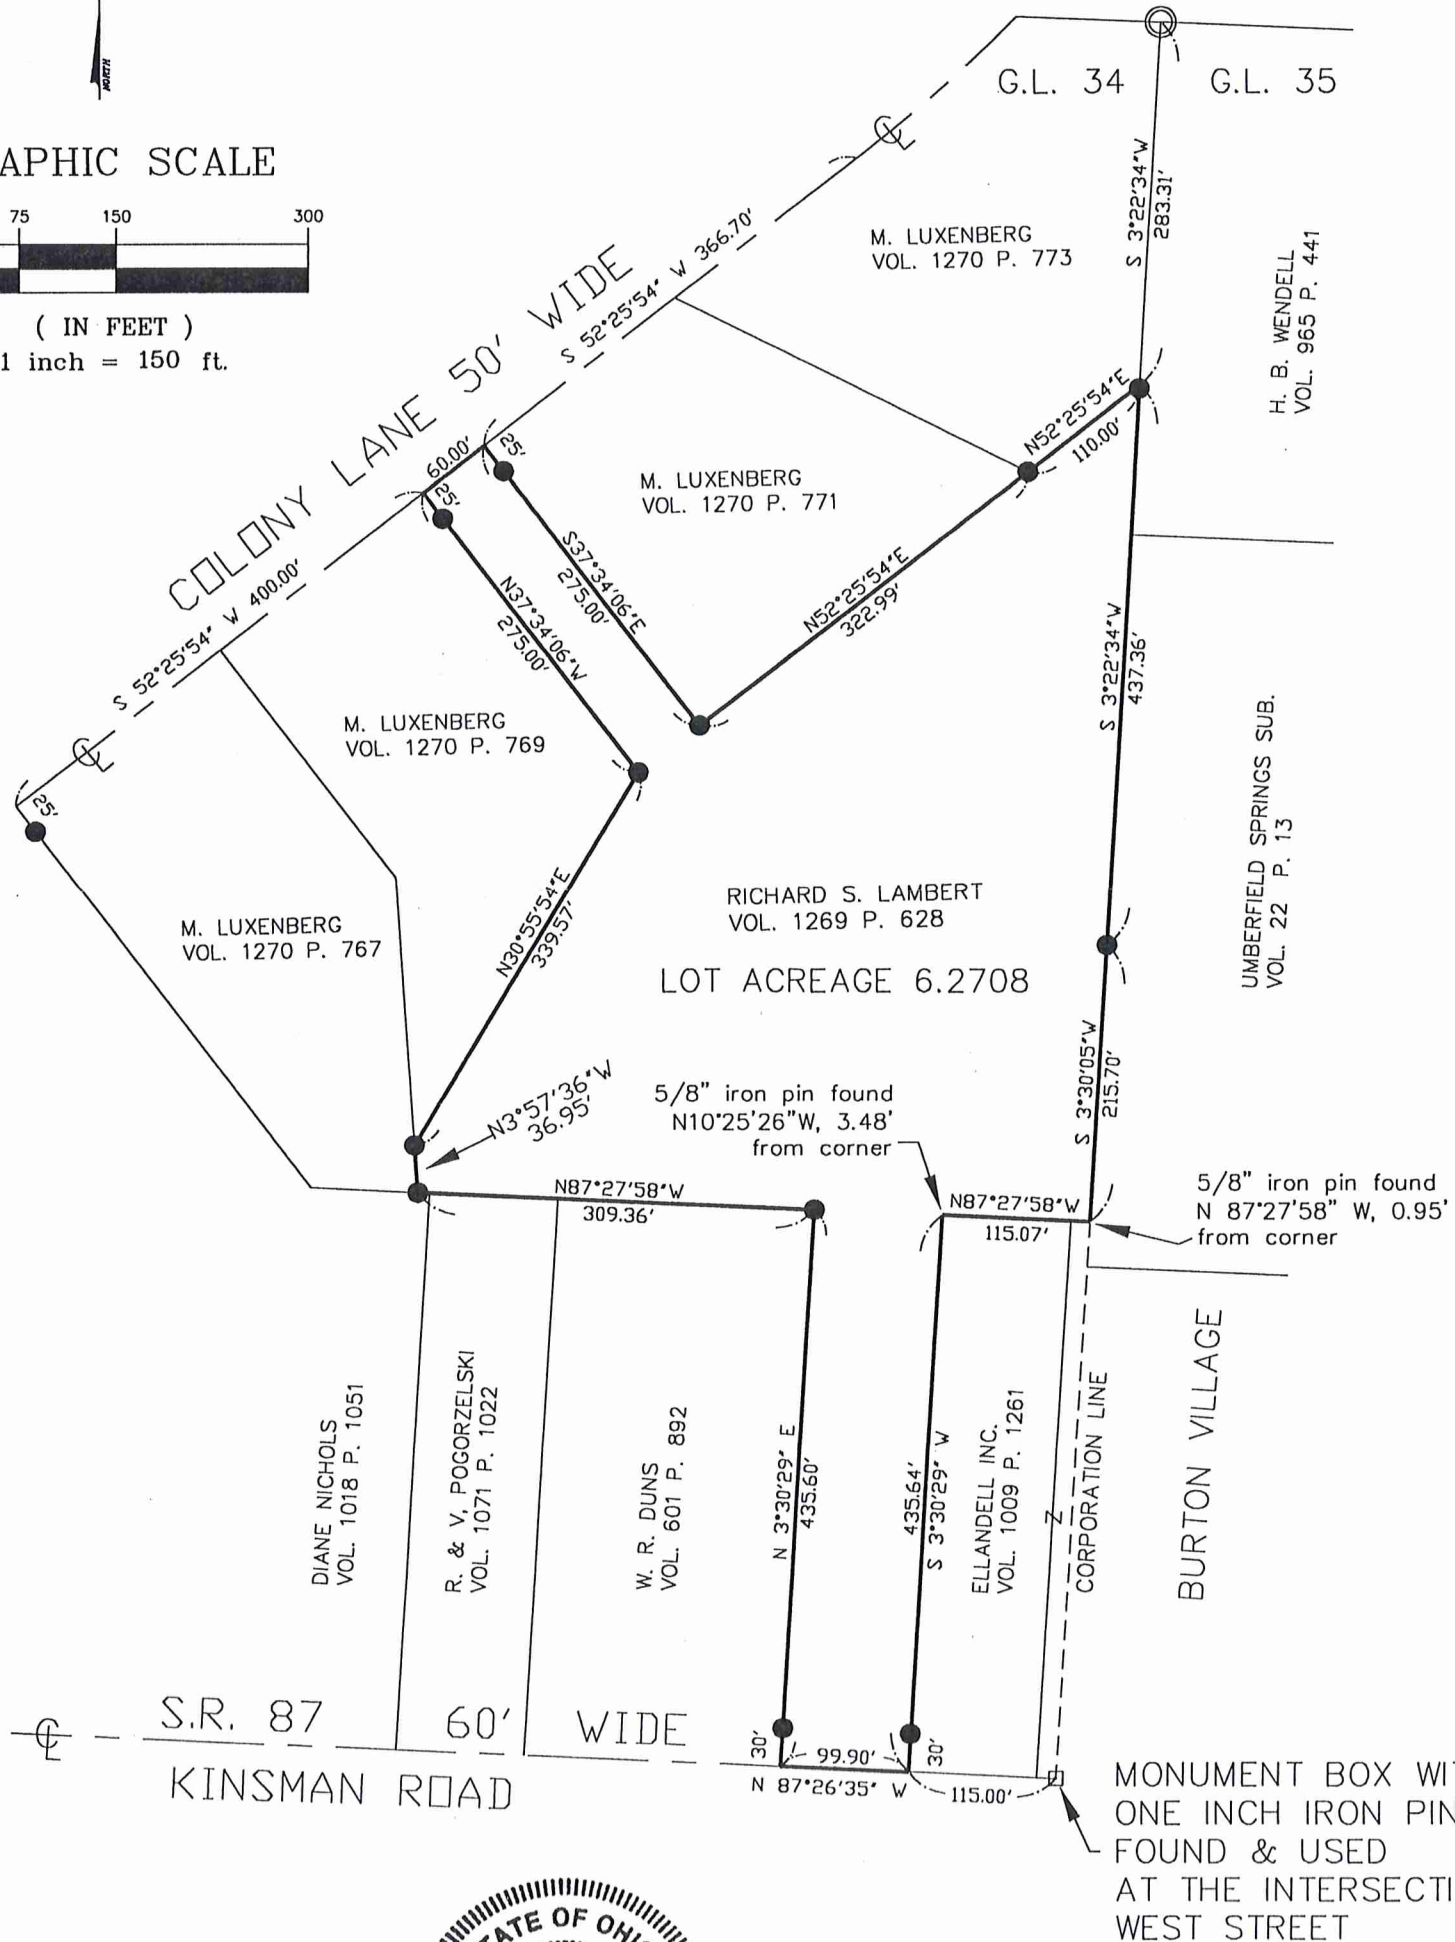 NORTH
APHIC SCALE
75 150 300
( IN FEET )
1 inch = 150 ft.
G.L. 34
G.L. 35
S 3°22'34"W
283.31'
M. LUXENBERG
VOL. 1270 P. 773
H. B. WENDELL
VOL. 965 P. 441
COLONY LANE 50' WIDE
S 52°25'54" W 366.70'
N52°25'54"E
110.00'
60.00'
25'
25'
M. LUXENBERG
VOL. 1270 P. 771
S37°34'06"E
275.00'
N37°34'06"W
275.00'
N52°25'54"E
322.99'
S 52°25'54" W 400.00'
S 3°22'34"W
437.36'
M. LUXENBERG
VOL. 1270 P. 769
25'
UMBERFIELD SPRINGS SUB.
VOL. 22 P. 13
RICHARD S. LAMBERT
VOL. 1269 P. 628
LOT ACREAGE 6.2708
M. LUXENBERG
VOL. 1270 P. 767
N30°55'54"E
339.57'
N3°57'36"W
36.95'
5/8" iron pin found
N10°25'26"W, 3.48'
from corner
S 3°30'05"W
215.70'
N87°27'58"W
309.36'
N87°27'58"W
115.07'
5/8" iron pin found
N 87°27'58" W, 0.95'
from corner
DIANE NICHOLS
VOL. 1018 P. 1051
R. & V, POGORZELSKI
VOL. 1071 P. 1022
W. R. DUNS
VOL. 601 P. 892
N 3°30'29" E
435.60'
435.64'
S 3°30'29" W
ELLANDELL INC.
VOL. 1009 P. 1261
Z
CORPORATION LINE
BURTON VILLAGE
S.R. 87 60' WIDE
KINSMAN ROAD
30'
99.90'
30'
N 87°26'35" W
115.00'
MONUMENT BOX WI
ONE INCH IRON PIN
FOUND & USED
AT THE INTERSECTI
WEST STREET
TATE OF OHI